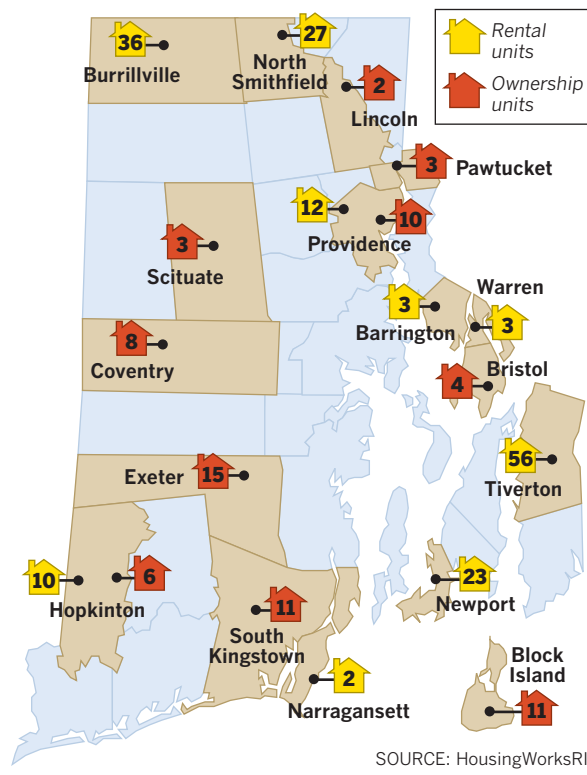 Rental
units
Ownership
units
36
Burrillville
27
North
Smithfield
2
Lincoln
3
Pawtucket
12
10
Providence
3
Scituate
Warren
3
Barrington
3
8
Coventry
Bristol
4
Exeter
15
56
Tiverton
10
6
Hopkinton
11
South
Kingstown
23
Newport
2
Narragansett
Block
Island
11
SOURCE: HousingWorksRI